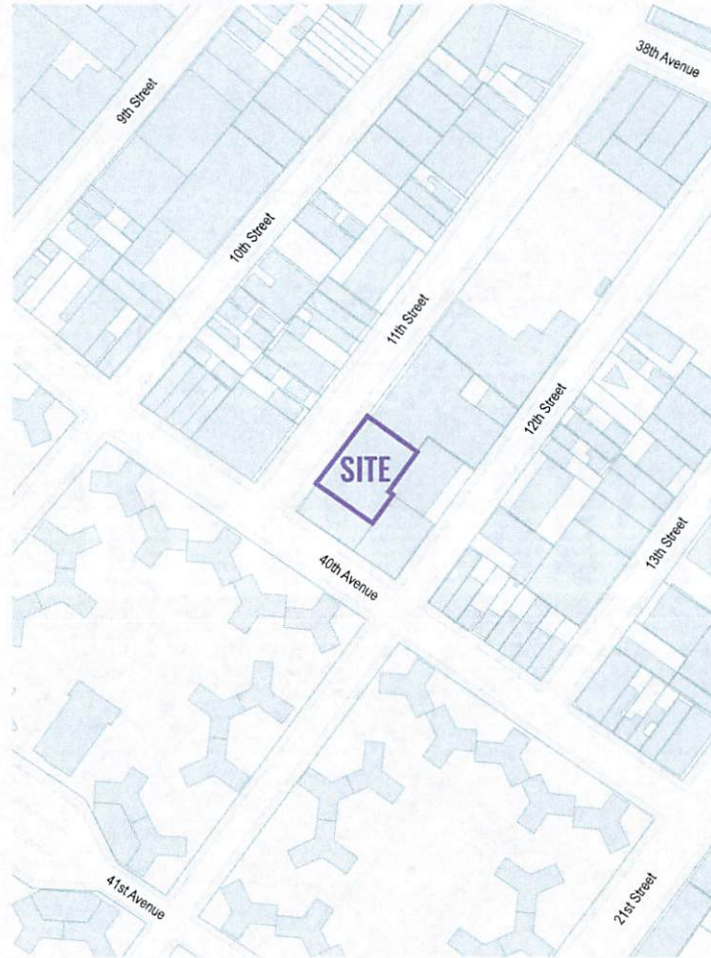 38th Avenue
9th Street
10th Street
11th Street
12th Street
SITE
13th Street
40th Avenue
41st Avenue
21st Street